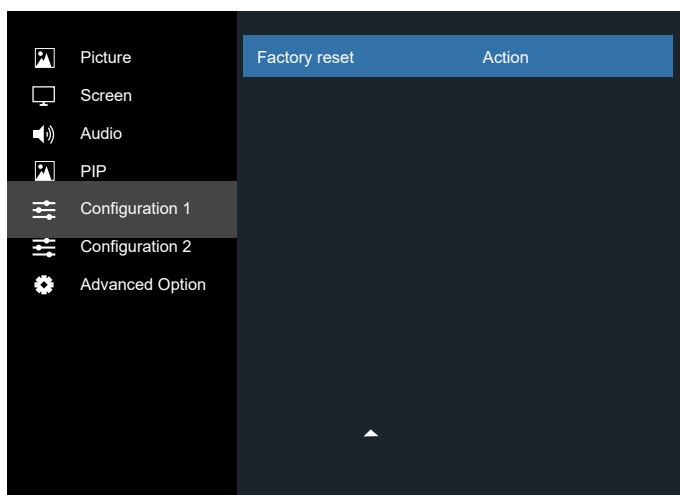 Picture
Screen
Audio
PIP
Configuration 1
Configuration 2
Advanced Option
Factory reset Action